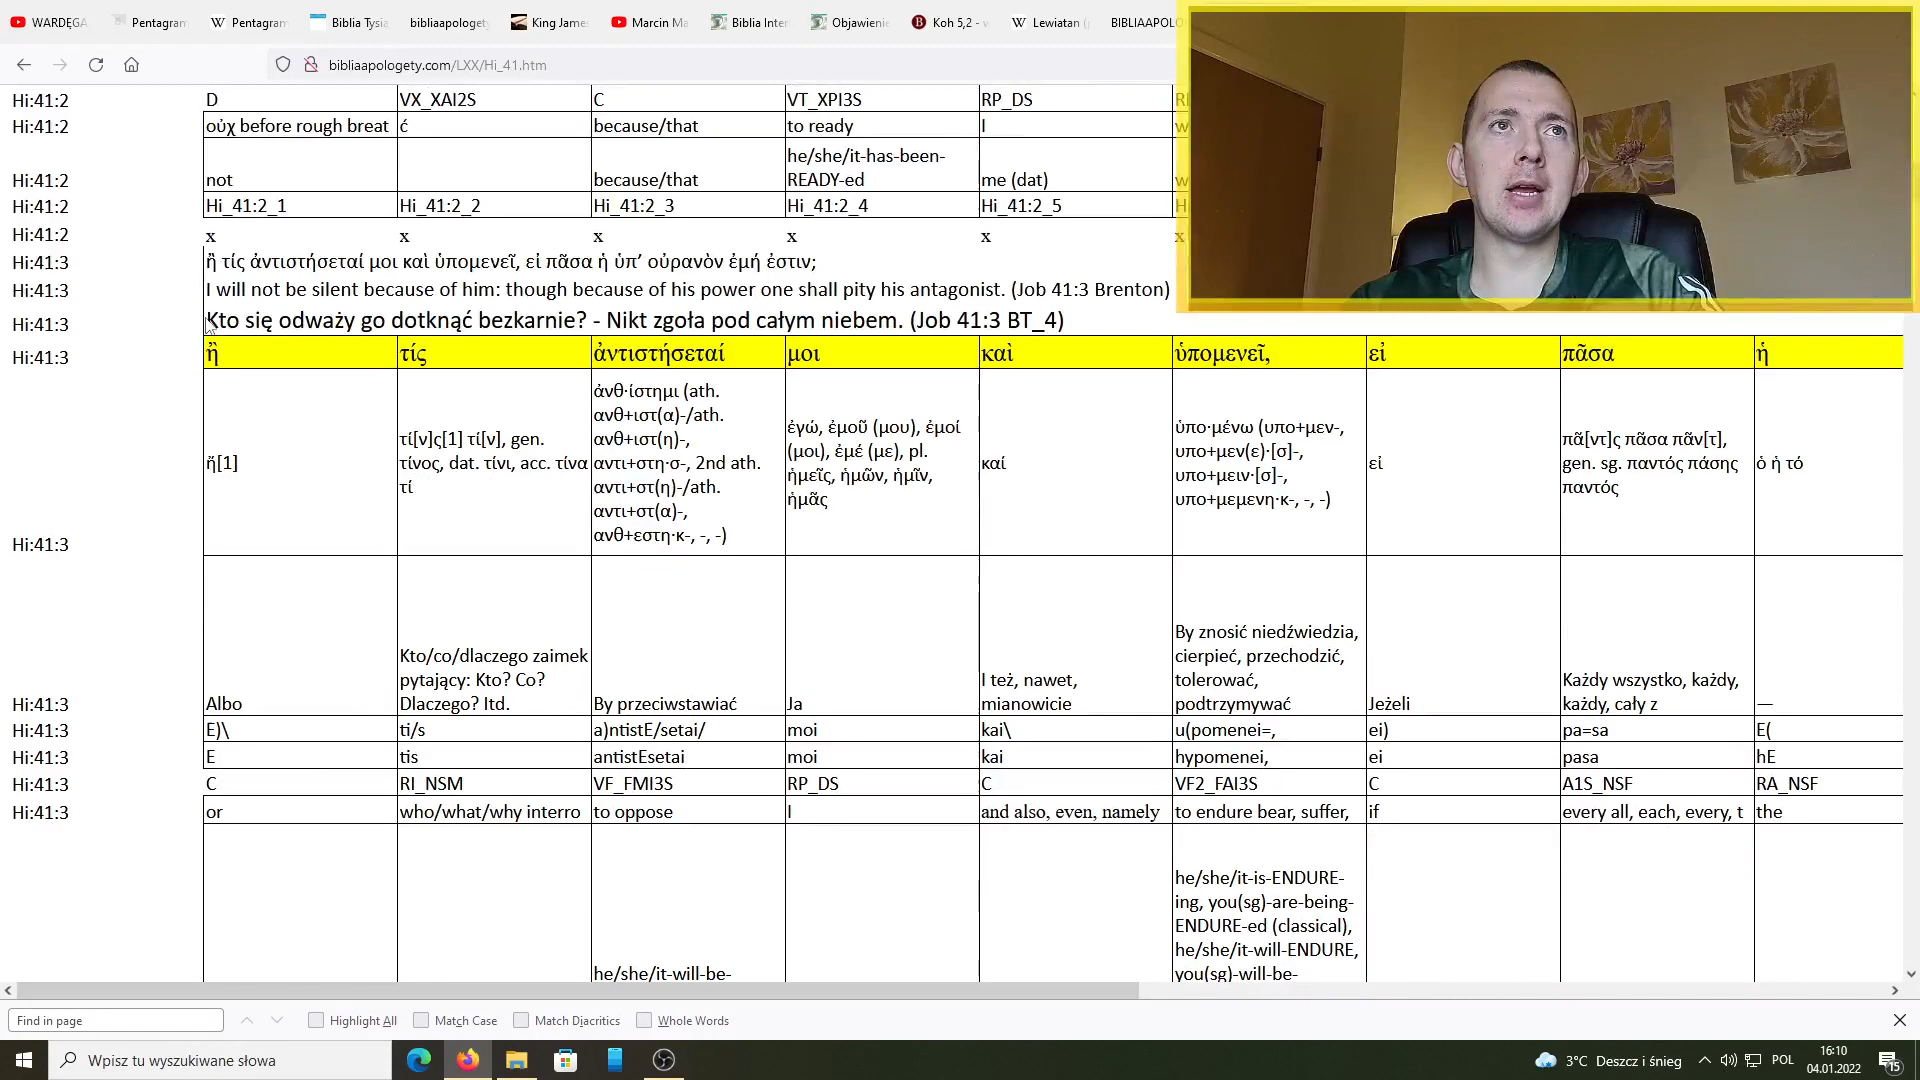 WARDĘGA
Pentagram
Pentagram
Biblia Tysią
bibliaapologety
King James
Marcin Ma
Biblia Inter
Objawienie
Koh 5,2 - w
Lewiatan (
BIBLIAAPOLO
bibliaapologety.com/LXX/Hi_41.htm
Hi:41:2 D VX_XAI2S C VT_XPI3S RP_DS
Hi:41:2 οὐχ before rough breat ć because/that to ready I
he/she/it-has-been-
Hi:41:2 not because/that READY-ed me (dat)
Hi:41:2 Hi_41:2_1 Hi_41:2_2 Hi_41:2_3 Hi_41:2_4 Hi_41:2_5
Hi:41:2 x x x x x x
Hi:41:3 ἢ τίς ἀντιστήσεταί μοι καὶ ὑπομενεῖ, εἰ πᾶσα ἡ ὑπ’ οὐρανὸν ἐμή ἐστιν;
Hi:41:3 I will not be silent because of him: though because of his power one shall pity his antagonist. (Job 41:3 Brenton)
Hi:41:3 Kto się odważy go dotknąć bezkarnie? - Nikt zgoła pod całym niebem. (Job 41:3 BT_4)
Hi:41:3 ἢ τίς ἀντιστήσεταί μοι καὶ ὑπομενεῖ, εἰ πᾶσα ἡ
Hi:41:3
ἤ[1]
τί[ν]ς[1] τί[ν], gen.
τίνος, dat. τίνι, acc. τίνα
τί
ἀνθ·ίστημι (ath.
ανθ+ιστ(α)-/ath.
ανθ+ιστ(η)-,
αντι+στη·σ-, 2nd ath.
αντι+στ(η)-/ath.
αντι+στ(α)-,
ανθ+εστη·κ-, -, -)
ἐγώ, ἐμοῦ (μου), ἐμοί
(μοι), ἐμέ (με), pl.
ἡμεῖς, ἡμῶν, ἡμῖν,
ἡμᾶς
καί
ὑπο·μένω (υπο+μεν-,
υπο+μεν(ε)·[σ]-,
υπο+μειν·[σ]-,
υπο+μεμενη·κ-, -, -)
εἰ
πᾶ[ντ]ς πᾶσα πᾶν[τ],
gen. sg. παντός πάσης
παντός
ὁ ἡ τό
Hi:41:3
Albo
Kto/co/dlaczego zaimek
pytający: Kto? Co?
Dlaczego? Itd.
By przeciwstawiać
Ja
I też, nawet,
mianowicie
By znosić niedźwiedzia,
cierpieć, przechodzić,
tolerować,
podtrzymywać
Jeżeli
Każdy wszystko, każdy,
każdy, cały z
—
Hi:41:3 E)\ ti/s a)ntistE/setai/ moi kai\ u(pomenei=, ei) pa=sa E(
Hi:41:3 E tis antistEsetai moi kai hypomenei, ei pasa hE
Hi:41:3 C RI_NSM VF_FMI3S RP_DS C VF2_FAI3S C A1S_NSF RA_NSF
Hi:41:3 or who/what/why interro to oppose I and also, even, namely to endure bear, suffer, if every all, each, every, t the
he/she/it-will-be-
he/she/it-is-ENDURE-
ing, you(sg)-are-being-
ENDURE-ed (classical),
he/she/it-will-ENDURE,
you(sg)-will-be-
Find in page
Highlight All
Match Case
Match Diacritics
Whole Words
Wpisz tu wyszukiwane słowa
3°C Deszcz i śnieg
POL
16:10
04.01.2022
15